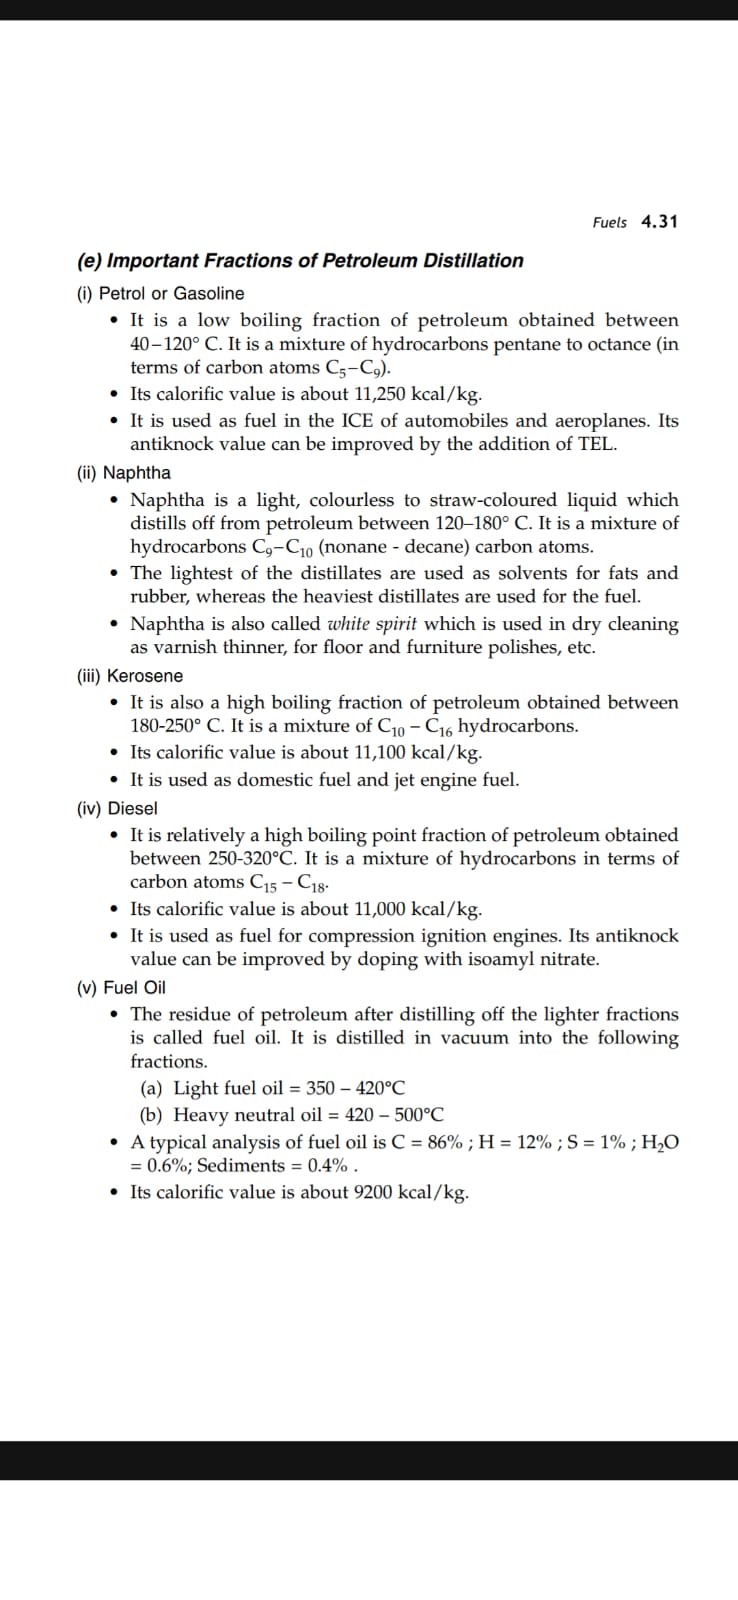 Fuels 4.31
(e) Important Fractions of Petroleum Distillation
(i) Petrol or Gasoline
• It is a low boiling fraction of petroleum obtained between
40–120° C. It is a mixture of hydrocarbons pentane to octance (in
terms of carbon atoms C₅–C₉).
• Its calorific value is about 11,250 kcal/kg.
• It is used as fuel in the ICE of automobiles and aeroplanes. Its
antiknock value can be improved by the addition of TEL.
(ii) Naphtha
• Naphtha is a light, colourless to straw-coloured liquid which
distills off from petroleum between 120–180° C. It is a mixture of
hydrocarbons C₉–C₁₀ (nonane - decane) carbon atoms.
• The lightest of the distillates are used as solvents for fats and
rubber, whereas the heaviest distillates are used for the fuel.
• Naphtha is also called white spirit which is used in dry cleaning
as varnish thinner, for floor and furniture polishes, etc.
(iii) Kerosene
• It is also a high boiling fraction of petroleum obtained between
180-250° C. It is a mixture of C₁₀ – C₁₆ hydrocarbons.
• Its calorific value is about 11,100 kcal/kg.
• It is used as domestic fuel and jet engine fuel.
(iv) Diesel
• It is relatively a high boiling point fraction of petroleum obtained
between 250-320°C. It is a mixture of hydrocarbons in terms of
carbon atoms C₁₅ – C₁₈.
• Its calorific value is about 11,000 kcal/kg.
• It is used as fuel for compression ignition engines. Its antiknock
value can be improved by doping with isoamyl nitrate.
(v) Fuel Oil
• The residue of petroleum after distilling off the lighter fractions
is called fuel oil. It is distilled in vacuum into the following
fractions.
(a) Light fuel oil = 350 – 420°C
(b) Heavy neutral oil = 420 – 500°C
• A typical analysis of fuel oil is C = 86% ; H = 12% ; S = 1% ; H₂O
= 0.6%; Sediments = 0.4% .
• Its calorific value is about 9200 kcal/kg.